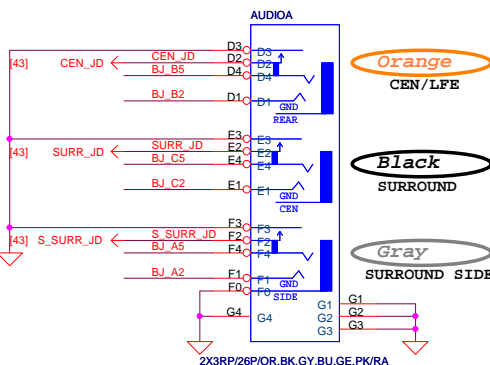 AUDIOA
D3 D3
[43] CEN_JD CEN_JD D2 D2
BJ_B5 D4 D4
Orange
CEN/LFE
BJ_B2 D1 D1
GND
REAR
E3 E3
[43] SURR_JD SURR_JD E2 E2
BJ_C5 E4 E4
Black
SURROUND
BJ_C2 E1 E1
GND
CEN
F3 F3
[43] S_SURR_JD S_SURR_JD F2 F2
BJ_A5 F4 F4
Gray
SURROUND SIDE
BJ_A2 F1 F1
GND
F0 F0
SIDE
G1 G1
G4 G4 G2 G2
G3 G3
2X3RP/26P/OR,BK,GY,BU,GE,PK/RA